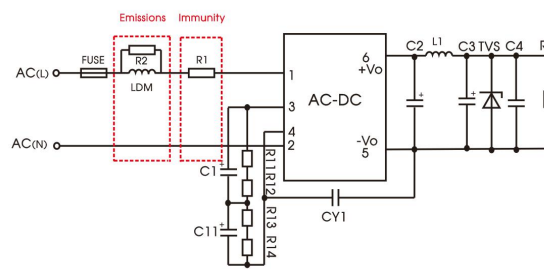 Emissions
Immunity
FUSE
R2
LDM
R1
AC(L)
AC(N)
1
3
4
2
AC-DC
6
+Vo
-Vo
5
C2
L1
C3
TVS
C4
R
+
+
C1
+
C11
+
R11
R12
R13
R14
CY1